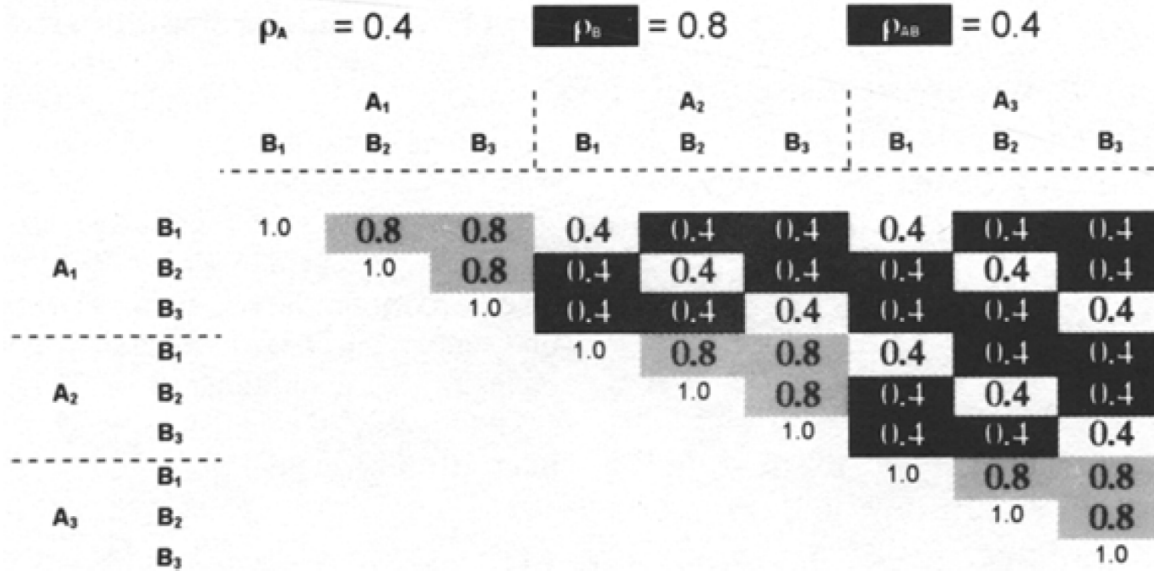 ρA = 0.4 ρB = 0.8 ρAB = 0.4
A₁ A₂ A₃
B₁ B₂ B₃ B₁ B₂ B₃ B₁ B₂ B₃
B₁ 1.0 0.8 0.8 0.4 0.4 0.4 0.4 0.4 0.4
A₁ B₂ 1.0 0.8 0.4 0.4 0.4 0.4 0.4 0.4
B₃ 1.0 0.4 0.4 0.4 0.4 0.4 0.4
B₁ 1.0 0.8 0.8 0.4 0.4 0.4
A₂ B₂ 1.0 0.8 0.4 0.4 0.4
B₃ 1.0 0.4 0.4 0.4
B₁ 1.0 0.8 0.8
A₃ B₂ 1.0 0.8
B₃ 1.0